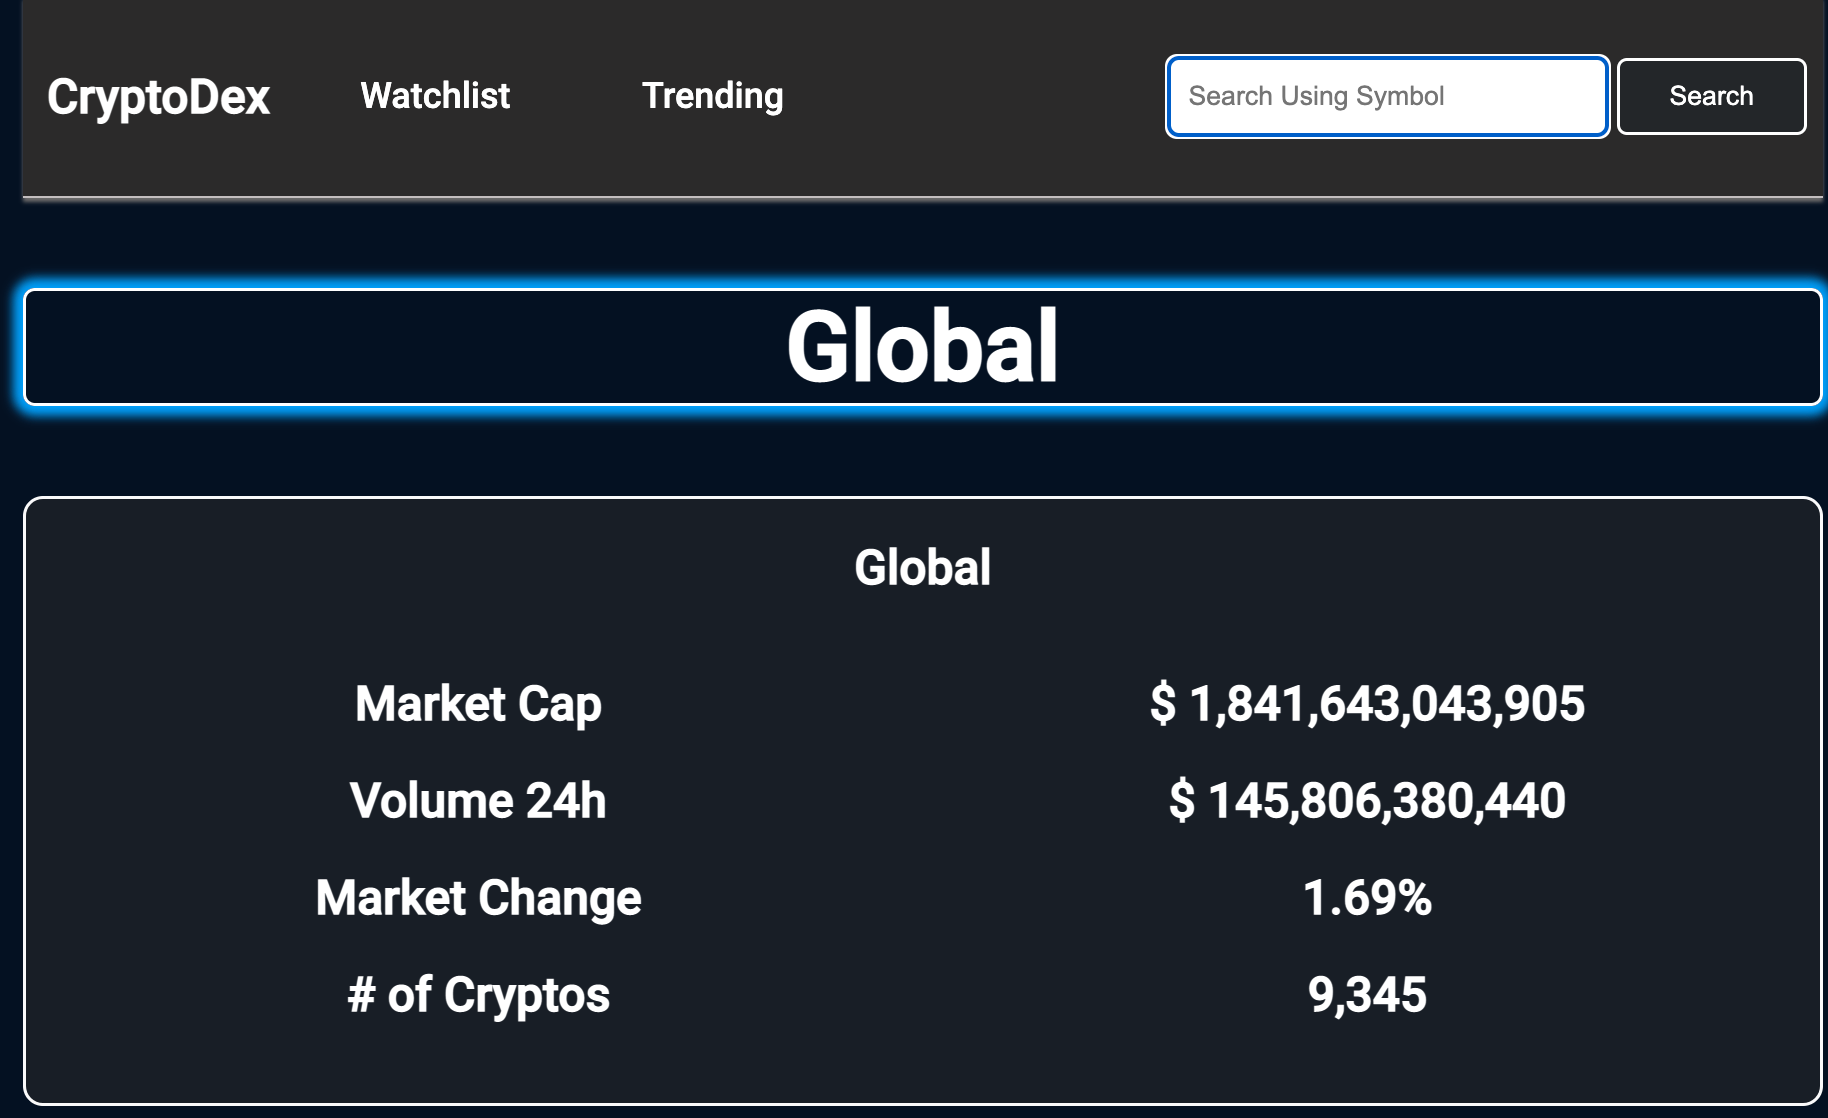 CryptoDex Watchlist Trending Search Using Symbol Search
Global
Global
Market Cap $ 1,841,643,043,905
Volume 24h $ 145,806,380,440
Market Change 1.69%
# of Cryptos 9,345